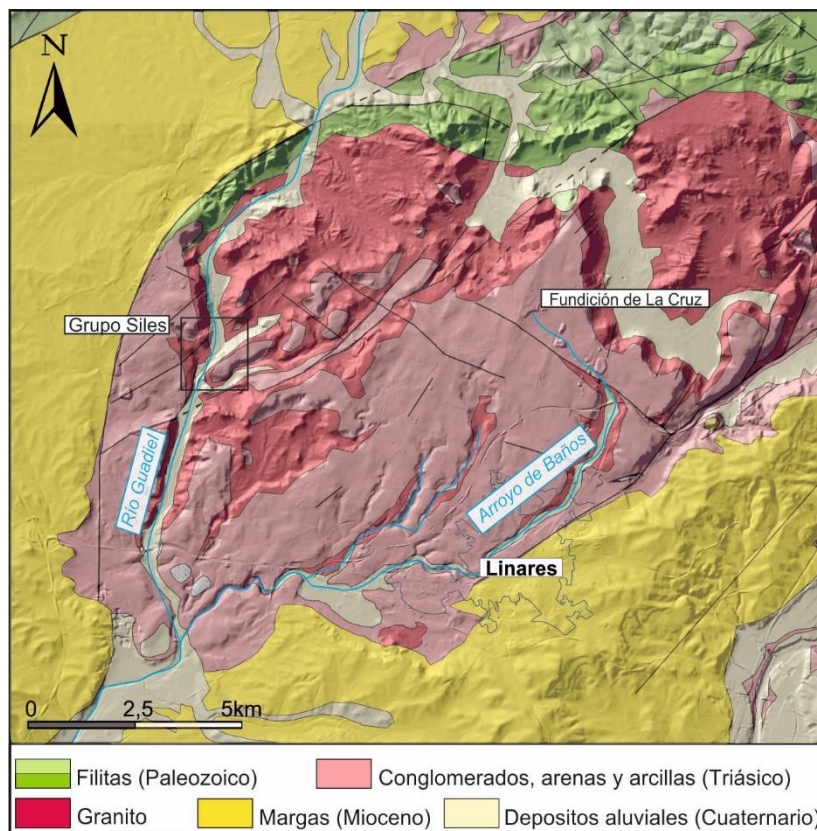 N
Grupo Siles
Fundición de La Cruz
Río Guadiel
Arroyo de Baños
Linares
0 2,5 5km
Filitas (Paleozoico)
Conglomerados, arenas y arcillas (Triásico)
Granito
Margas (Mioceno)
Depositos aluviales (Cuaternario)